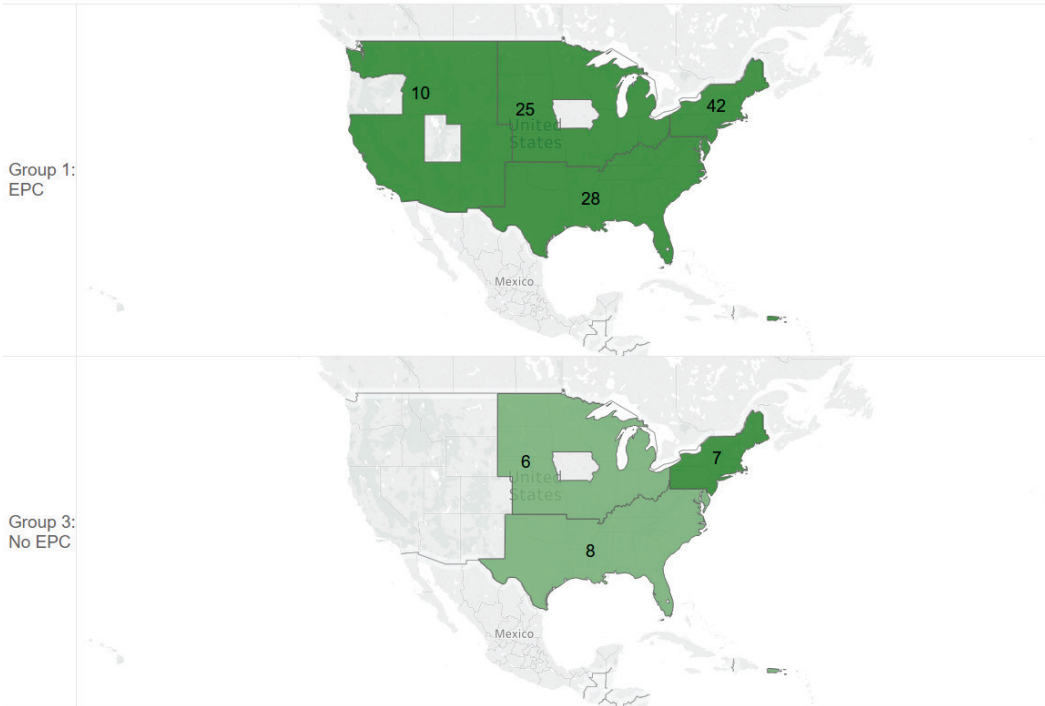 10
25
42
United
States
Group 1:
EPC
28
Mexico
6
7
United
States
Group 3:
No EPC
8
Mexico